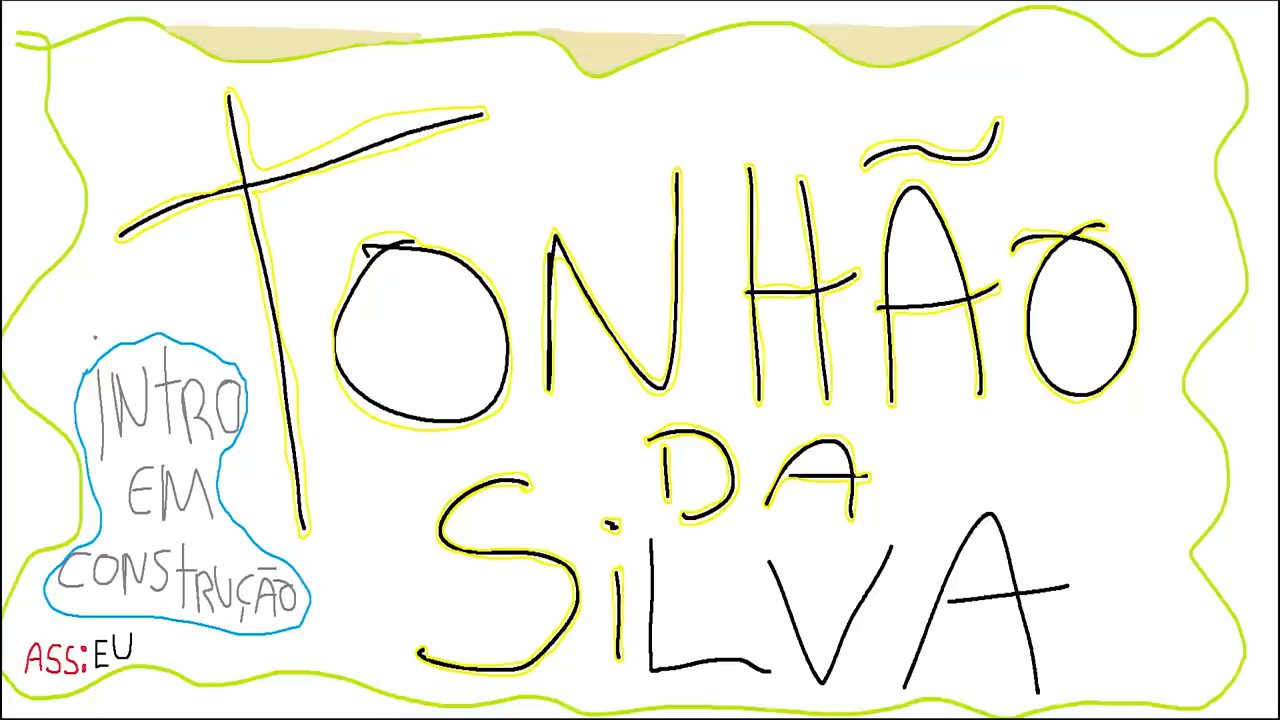 TONHÃO
DA
SiLVA
INTRO
EM
CONSTRUÇÃO
ASS:EU